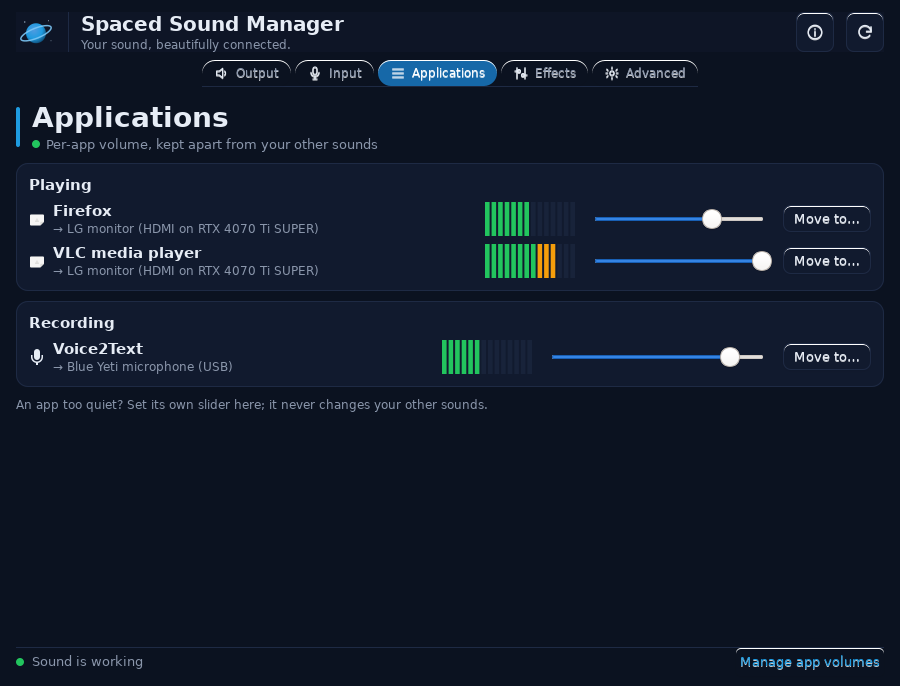 Spaced Sound Manager
Your sound, beautifully connected.
Output
Input
Applications
Effects
Advanced
Applications
Per-app volume, kept apart from your other sounds
Playing
Firefox
→ LG monitor (HDMI on RTX 4070 Ti SUPER)
Move to...
VLC media player
→ LG monitor (HDMI on RTX 4070 Ti SUPER)
Move to...
Recording
Voice2Text
→ Blue Yeti microphone (USB)
Move to...
An app too quiet? Set its own slider here; it never changes your other sounds.
Sound is working
Manage app volumes